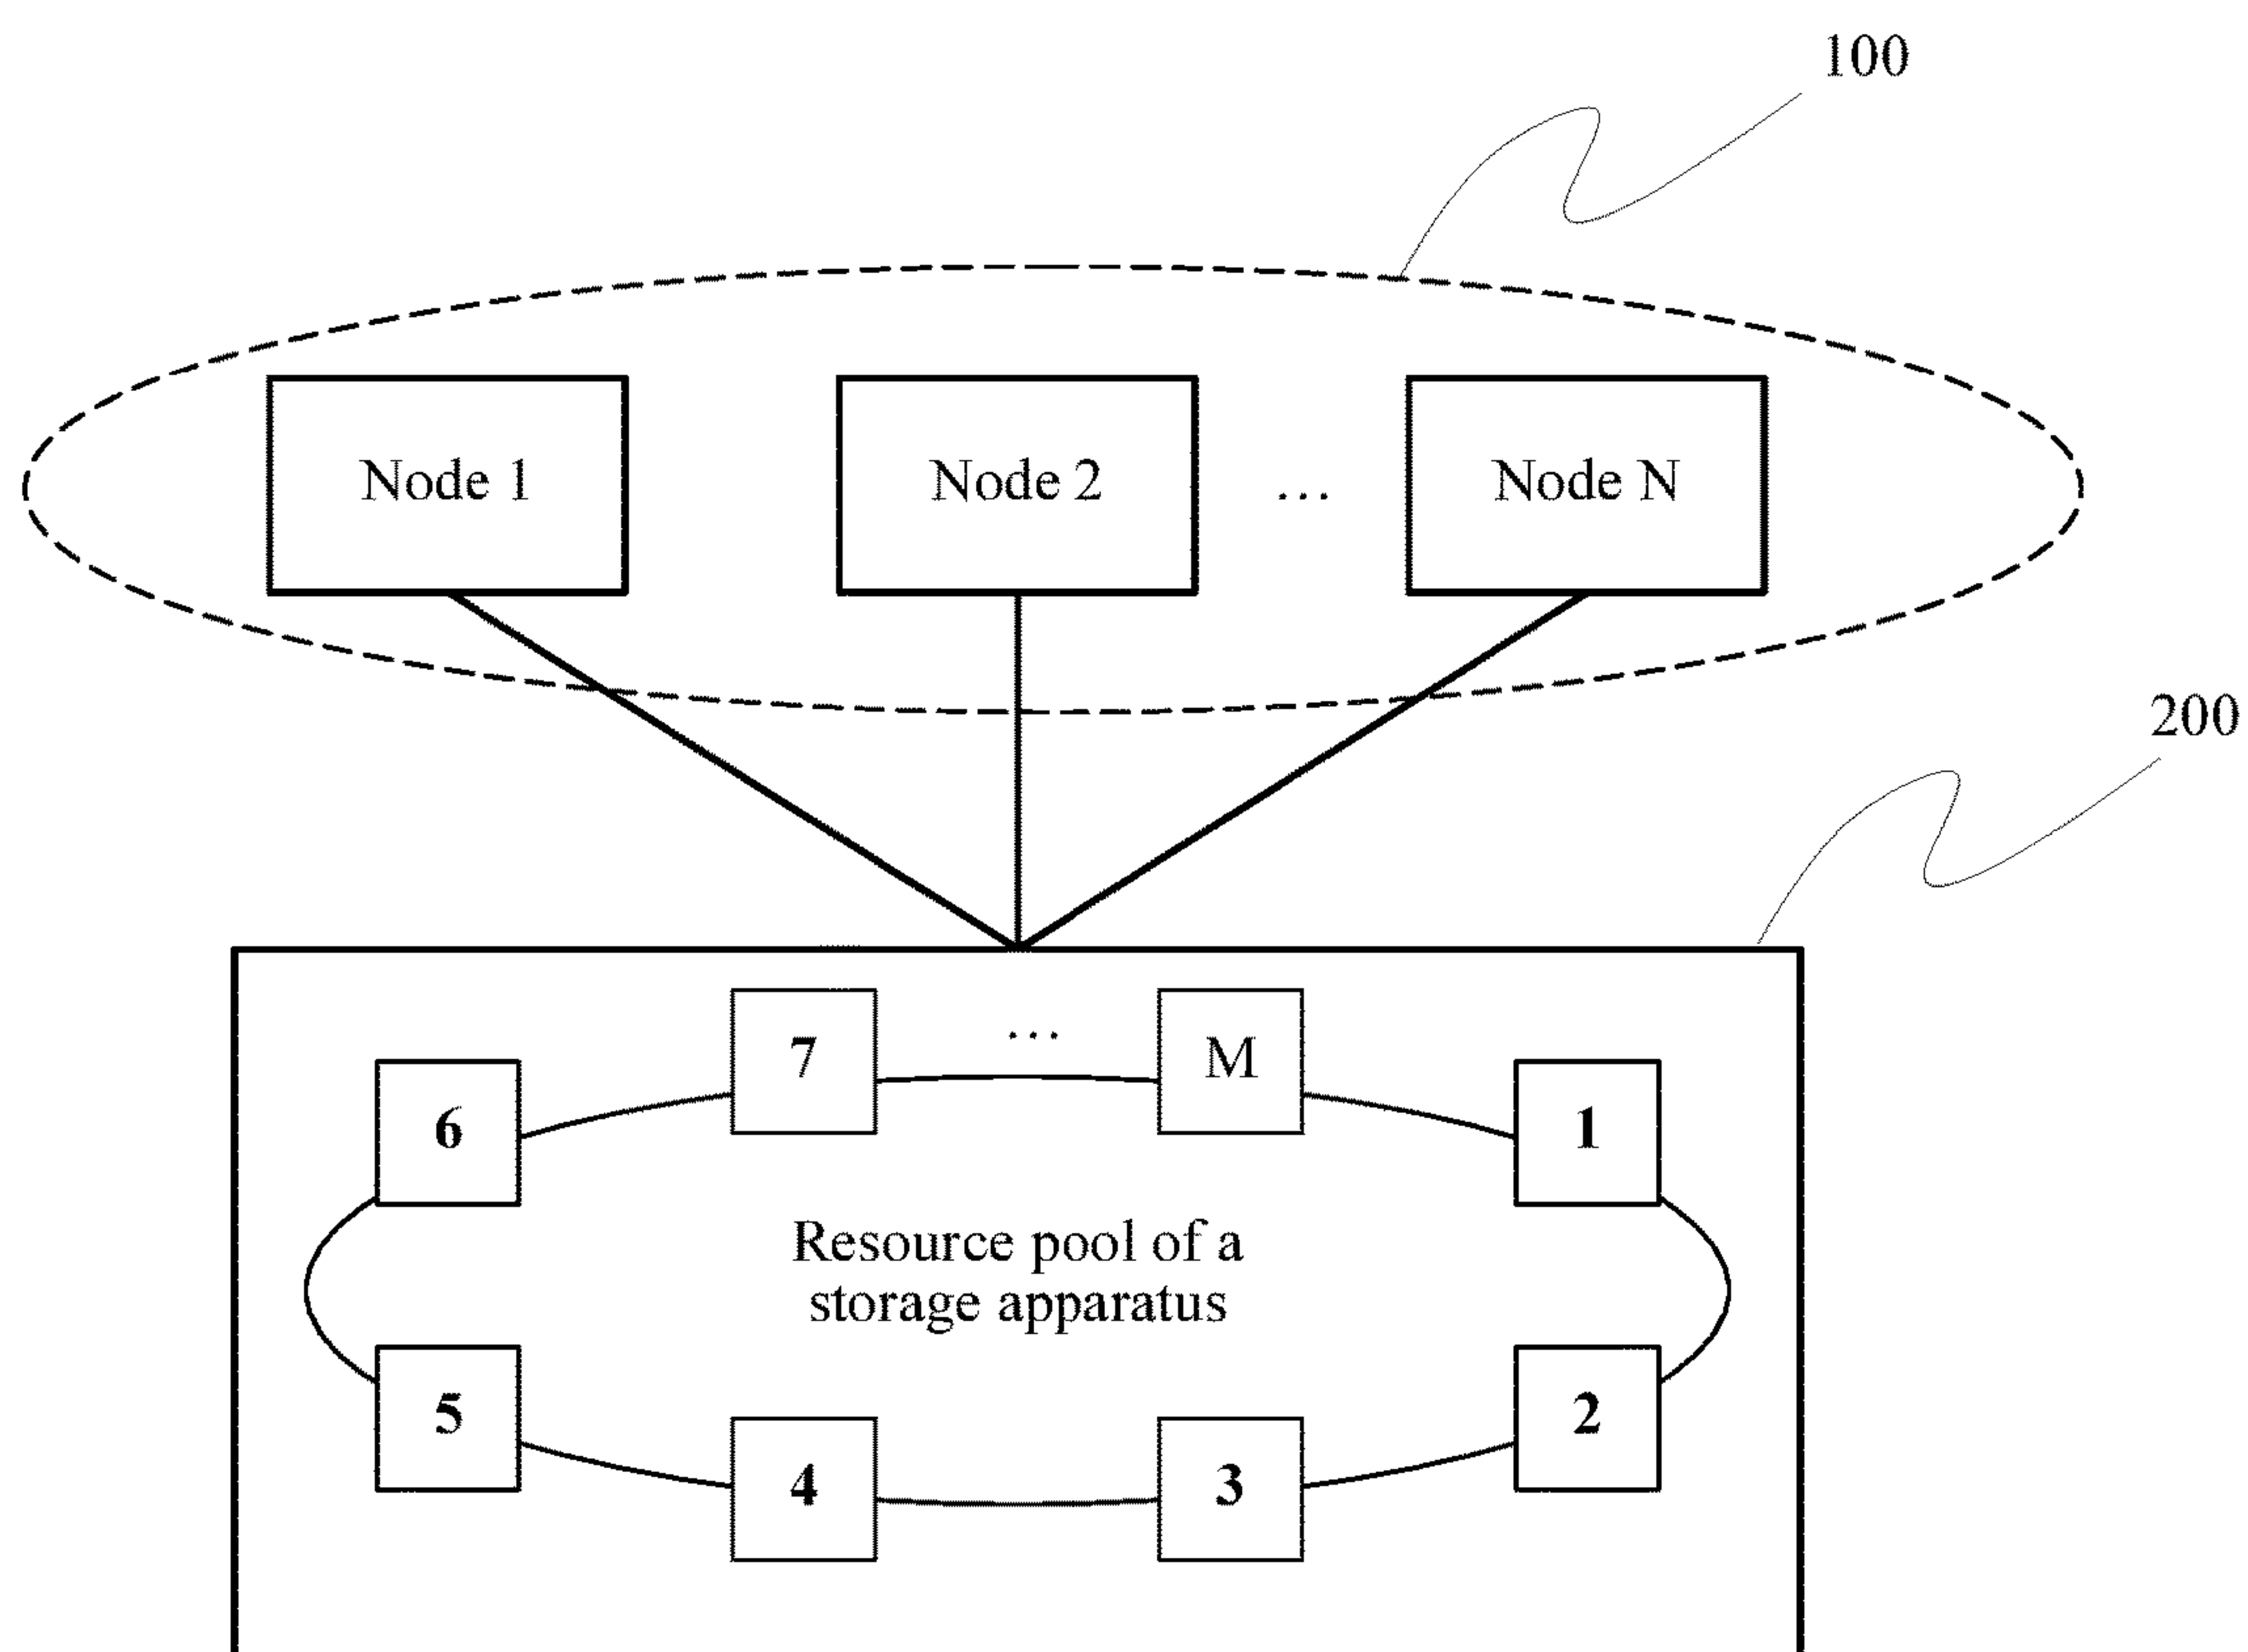 100
Node 1
Node 2
...
Node N
200
7
...
M
6
1
Resource pool of a
storage apparatus
5
2
4
3